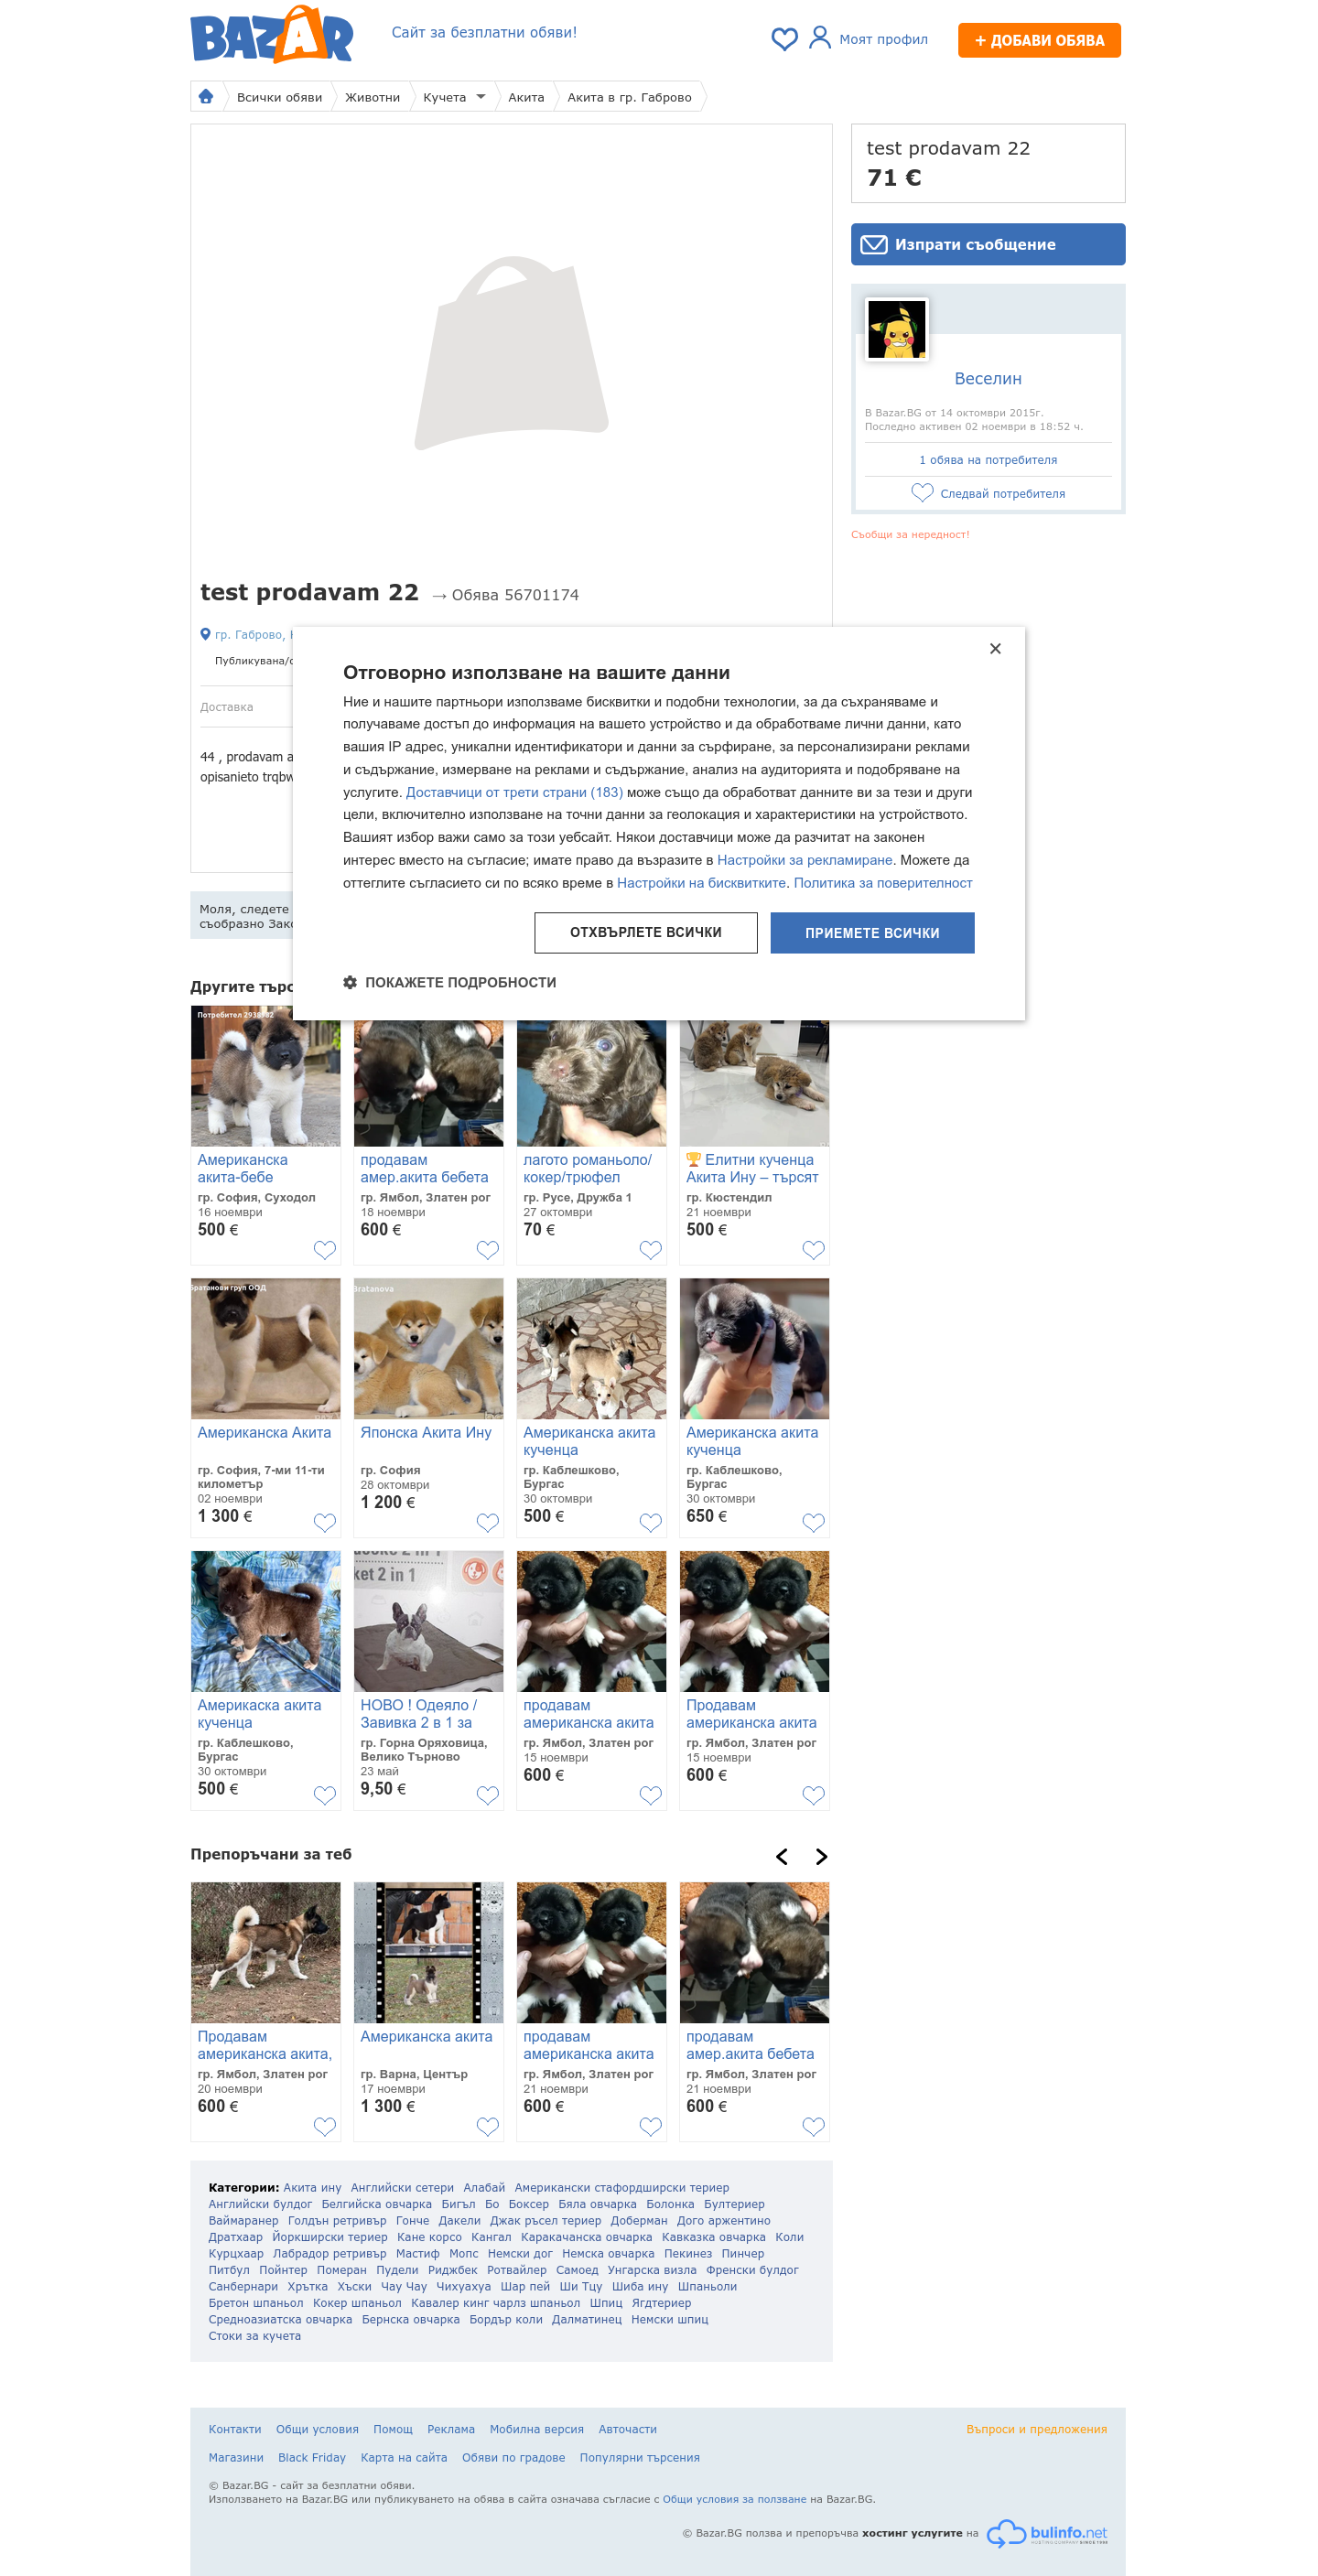 BAZAR
Сайт за безплатни обяви!
Моят профил
+ ДОБАВИ ОБЯВА
Всички обяви
Животни
Кучета
Акита
Акита в гр. Габрово
test prodavam 22
71 €
Изпрати съобщение
Веселин
В Bazar.BG от 14 октомври 2015г.
Последно активен 02 ноември в 18:52 ч.
1 обява на потребителя
Следвай потребителя
Съобщи за нередност!
test prodavam 22 → Обява 56701174
гр. Габрово,
Доставка
44 , prodavam
Моля, следете
×
Отговорно използване на вашите данни
Ние и нашите партньори използваме бисквитки и подобни технологии, за да съхраняваме и
получаваме достъп до информация на вашето устройство и да обработваме лични данни, като
вашия IP адрес, уникални идентификатори и данни за сърфиране, за персонализирани реклами
и съдържание, измерване на реклами и съдържание, анализ на аудиторията и подобряване на
услугите. Доставчици от трети страни (183) може също да обработват данните ви за тези и други
цели, включително използване на точни данни за геолокация и характеристики на устройството.
Вашият избор важи само за този уебсайт. Някои доставчици може да разчитат на законен
интерес вместо на съгласие; имате право да възразите в Настройки за рекламиране. Можете да
оттеглите съгласието си по всяко време в Настройки на бисквитките. Политика за поверителност
ОТХВЪРЛЕТЕ ВСИЧКИ
ПРИЕМЕТЕ ВСИЧКИ
ПОКАЖЕТЕ ПОДРОБНОСТИ
Американска
акита-бебе
гр. София, Суходол
16 ноември
500 €
продавам
амер.акита бебета
гр. Ямбол, Златен рог
18 ноември
600 €
лагото романьоло/
кокер/трюфел
гр. Русе, Дружба 1
27 октомври
70 €
🏆 Елитни кученца
Акита Ину – търсят
гр. Кюстендил
21 ноември
500 €
Братанови груп ООД
Американска Акита
гр. София, 7-ми 11-ти
километър
02 ноември
1 300 €
Bratanova
Японска Акита Ину
гр. София
28 октомври
1 200 €
Американска акита
кученца
гр. Каблешково,
Бургас
30 октомври
500 €
Американска акита
кученца
гр. Каблешково,
Бургас
30 октомври
650 €
Америкаска акита
кученца
гр. Каблешково,
Бургас
30 октомври
500 €
ket 2 in 1
НОВО ! Одеяло /
Завивка 2 в 1 за
гр. Горна Оряховица,
Велико Търново
23 май
9,50 €
продавам
американска акита
гр. Ямбол, Златен рог
15 ноември
600 €
Продавам
американска акита
гр. Ямбол, Златен рог
15 ноември
600 €
Препоръчани за теб
Продавам
американска акита,
гр. Ямбол, Златен рог
20 ноември
600 €
Американска акита
гр. Варна, Център
17 ноември
1 300 €
продавам
американска акита
гр. Ямбол, Златен рог
21 ноември
600 €
продавам
амер.акита бебета
гр. Ямбол, Златен рог
21 ноември
600 €
Категории: Акита ину Английски сетери Алабай Американски стафордширски териер
Английски булдог Белгийска овчарка Бигъл Бо Боксер Бяла овчарка Болонка Бултериер
Ваймаранер Голдън ретривър Гонче Дакели Джак ръсел териер Доберман Дого аржентино
Дратхаар Йоркширски териер Кане корсо Кангал Каракачанска овчарка Кавказка овчарка Коли
Курцхаар Лабрадор ретривър Мастиф Мопс Немски дог Немска овчарка Пекинез Пинчер
Питбул Пойнтер Померан Пудели Риджбек Ротвайлер Самоед Унгарска визла Френски булдог
Санбернари Хрътка Хъски Чау Чау Чихуахуа Шар пей Ши Тцу Шиба ину Шпаньоли
Бретон шпаньол Кокер шпаньол Кавалер кинг чарлз шпаньол Шпиц Ягдтериер
Средноазиатска овчарка Бернска овчарка Бордър коли Далматинец Немски шпиц
Стоки за кучета
Контакти Общи условия Помощ Реклама Мобилна версия Авточасти
Въпроси и предложения
Магазини Black Friday Карта на сайта Обяви по градове Популярни търсения
© Bazar.BG - сайт за безплатни обяви.
Използването на Bazar.BG или публикуването на обява в сайта означава съгласие с Общи условия за ползване на Bazar.BG.
© Bazar.BG ползва и препоръчва хостинг услугите на
bulinfo.net